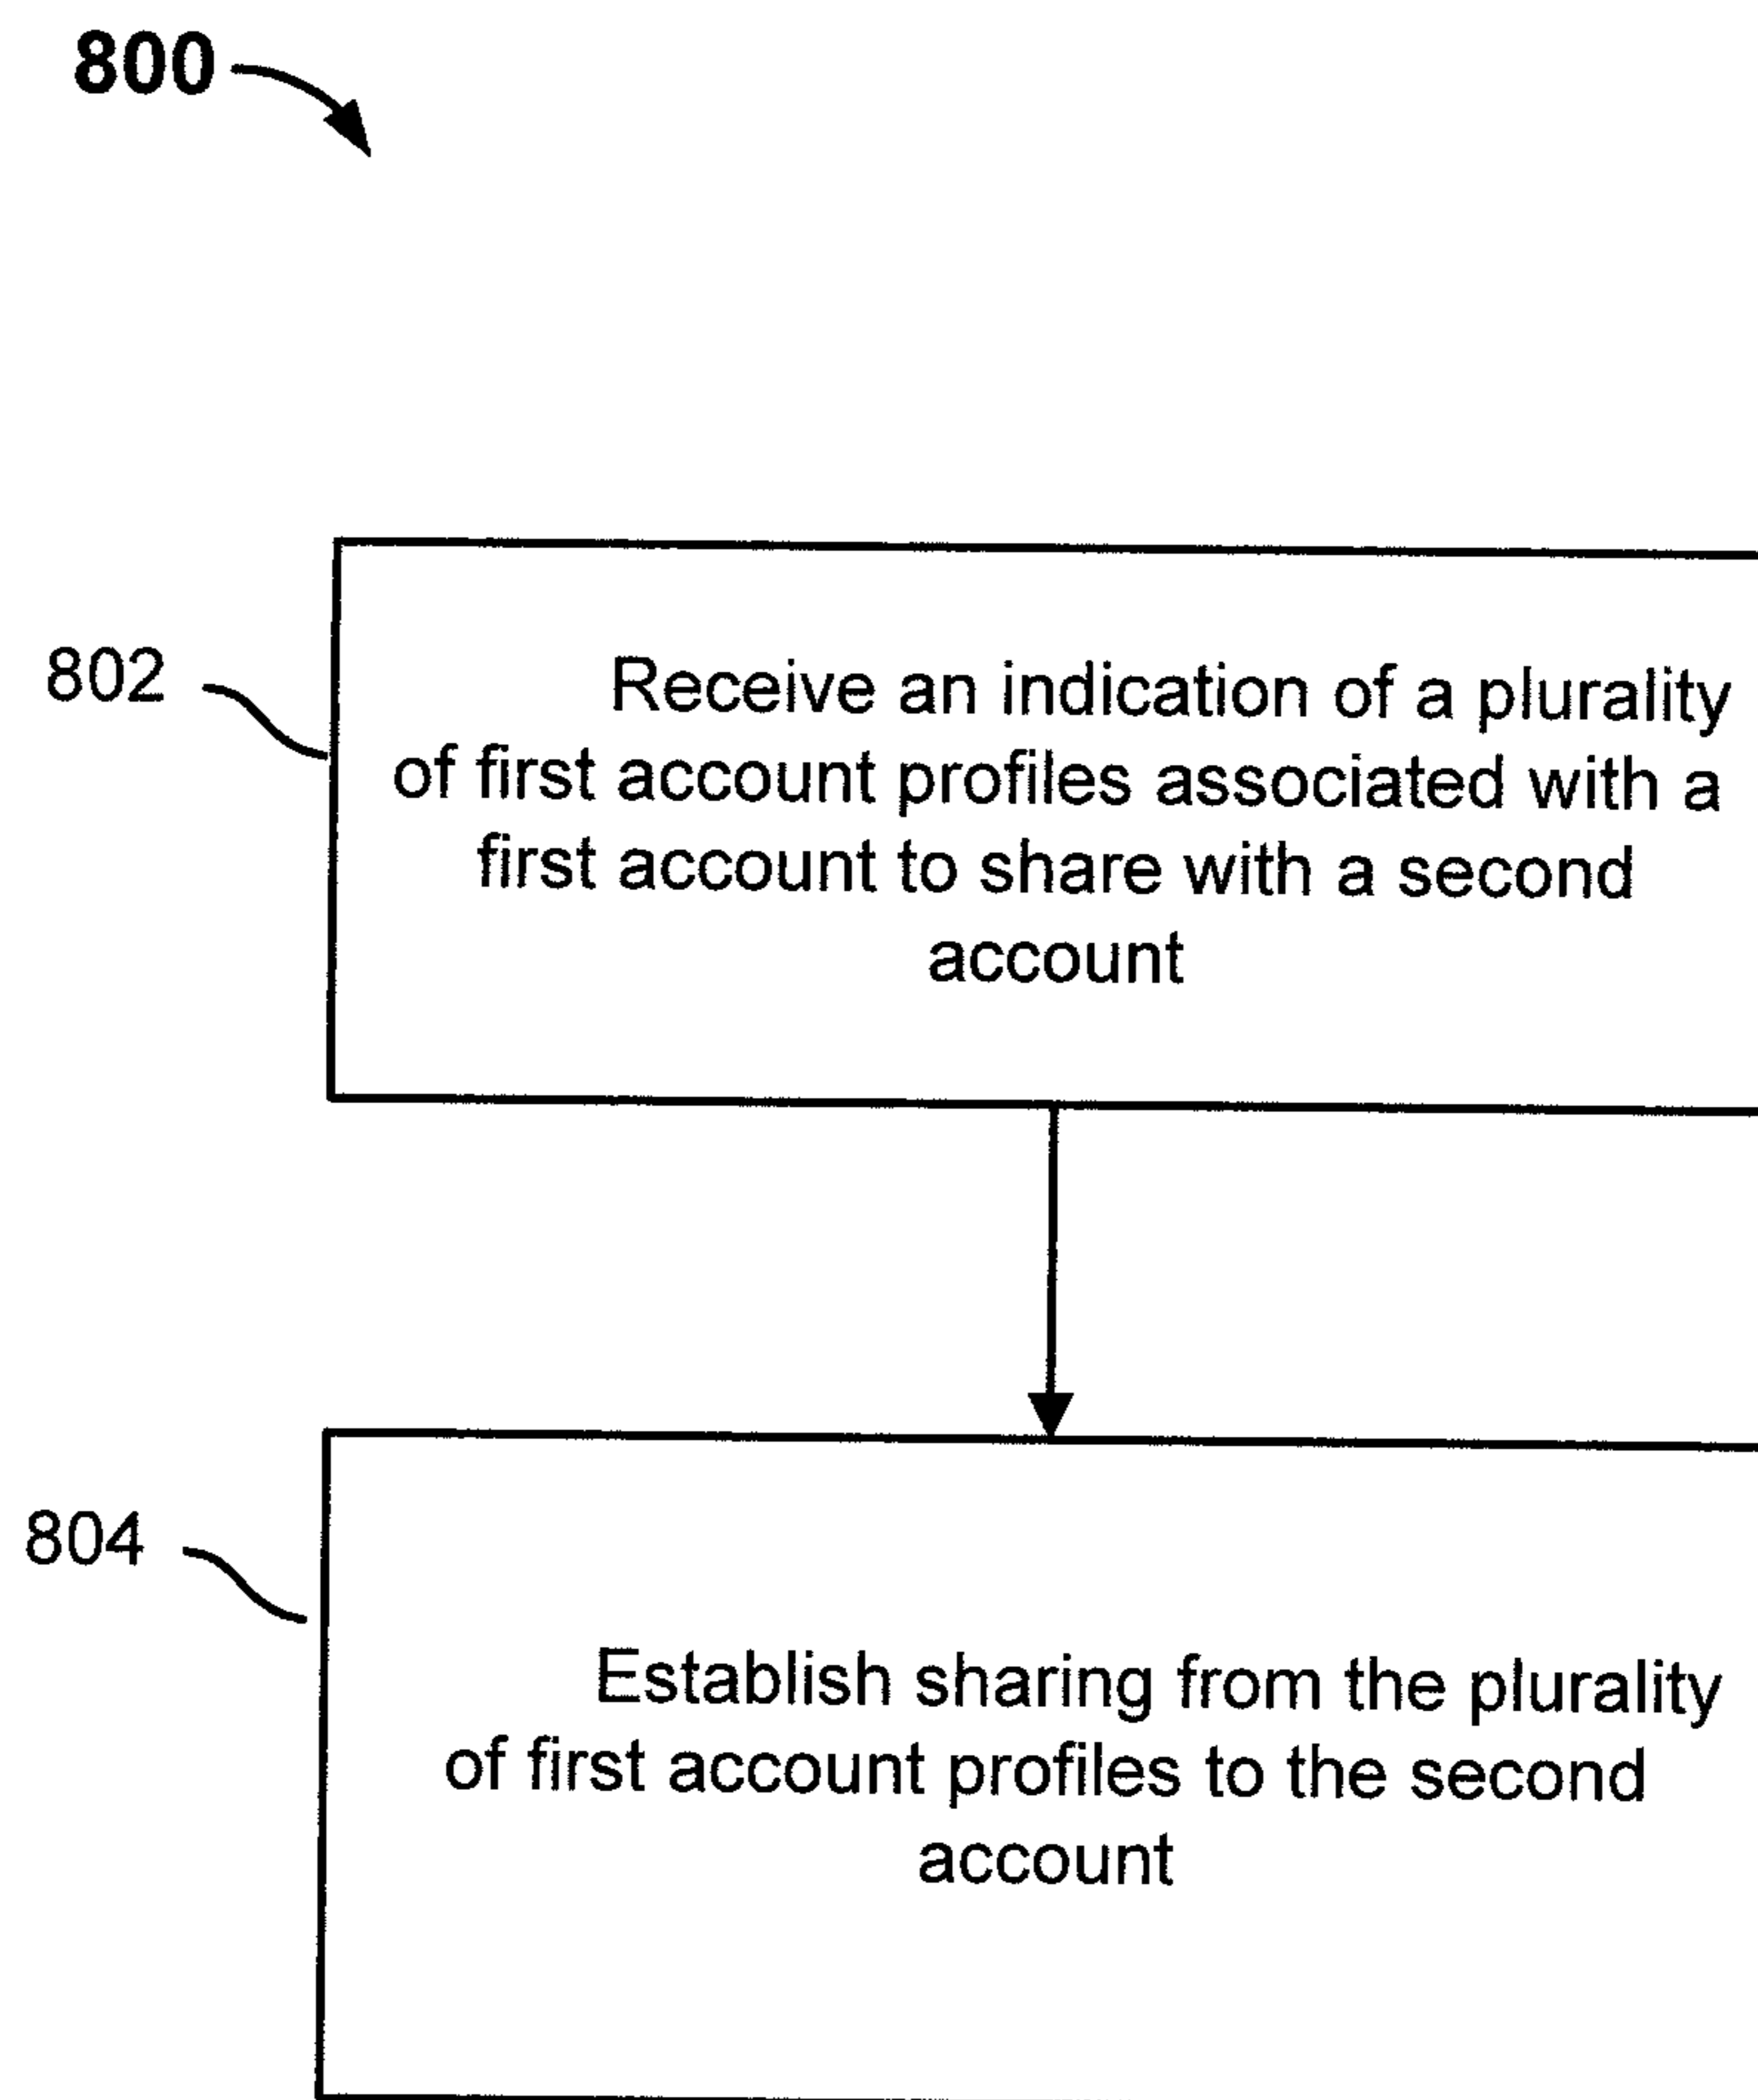 800
802
Receive an indication of a plurality
of first account profiles associated with a
first account to share with a second
account
804
Establish sharing from the plurality
of first account profiles to the second
account